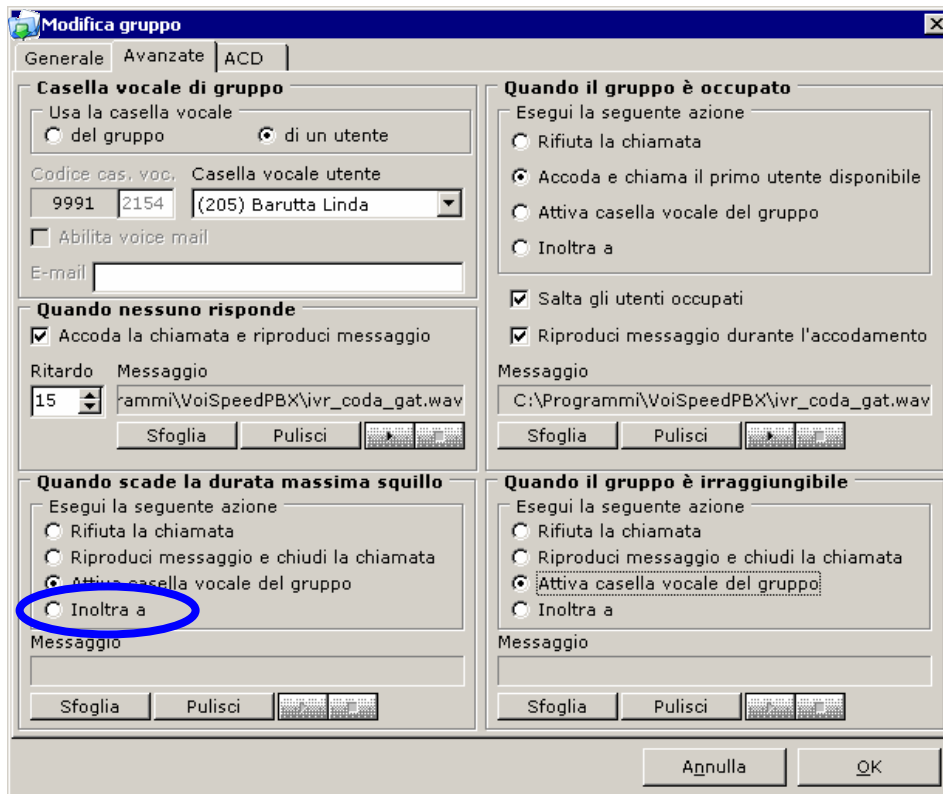 Modifica gruppo
Generale Avanzate ACD
Casella vocale di gruppo
Usa la casella vocale
del gruppo di un utente
Codice cas. voc. Casella vocale utente
9991 2154 (205) Barutta Linda
Abilita voice mail
E-mail
Quando nessuno risponde
Accoda la chiamata e riproduci messaggio
Ritardo Messaggio
15 rammi\VoiSpeedPBX\ivr_coda_gat.wav
Sfoglia Pulisci
Quando scade la durata massima squillo
Esegui la seguente azione
Rifiuta la chiamata
Riproduci messaggio e chiudi la chiamata
Attiva casella vocale del gruppo
Inoltra a
Messaggio
Sfoglia Pulisci
Quando il gruppo è occupato
Esegui la seguente azione
Rifiuta la chiamata
Accoda e chiama il primo utente disponibile
Attiva casella vocale del gruppo
Inoltra a
Salta gli utenti occupati
Riproduci messaggio durante l'accodamento
Messaggio
C:\Programmi\VoiSpeedPBX\ivr_coda_gat.wav
Sfoglia Pulisci
Quando il gruppo è irraggiungibile
Esegui la seguente azione
Rifiuta la chiamata
Riproduci messaggio e chiudi la chiamata
Attiva casella vocale del gruppo
Inoltra a
Messaggio
Sfoglia Pulisci
Annulla OK